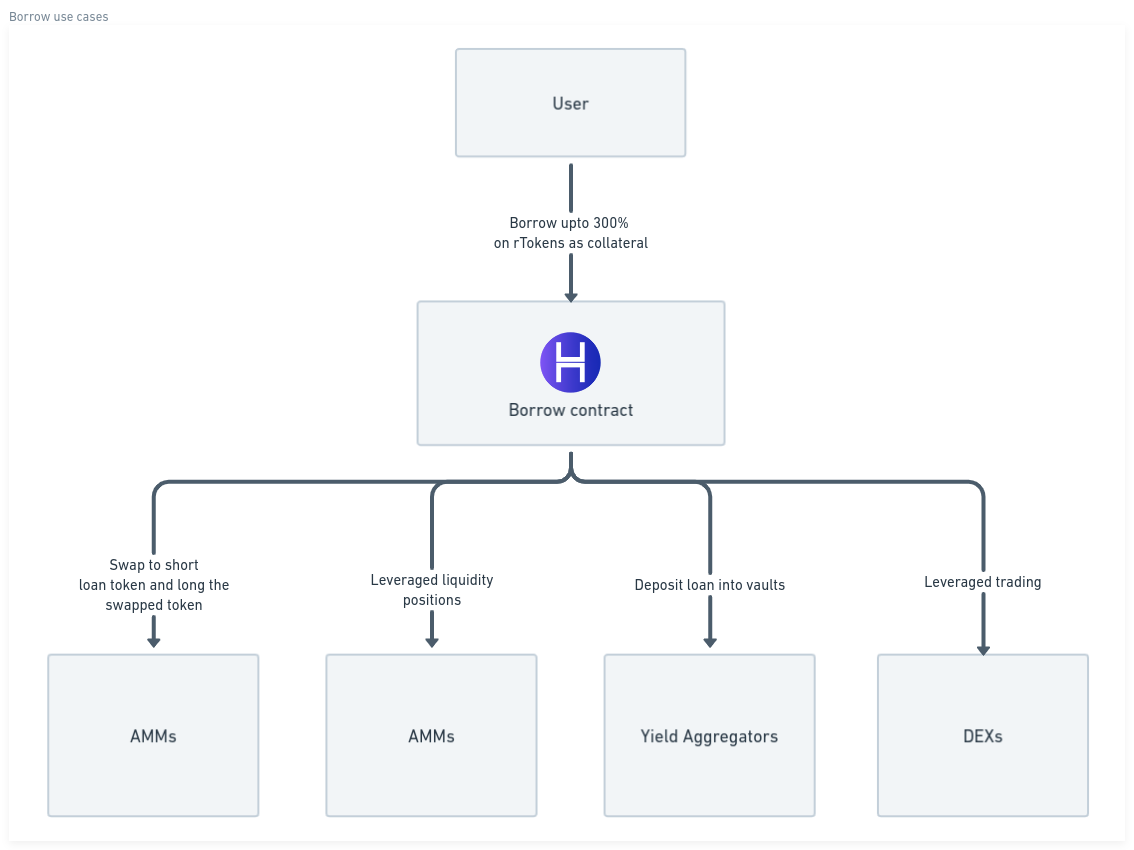 Borrow use cases
User
Borrow upto 300%
on rTokens as collateral
H
Borrow contract
Swap to short
loan token and long the
swapped token
Leveraged liquidity
positions
Deposit loan into vaults
Leveraged trading
AMMs
AMMs
Yield Aggregators
DEXs